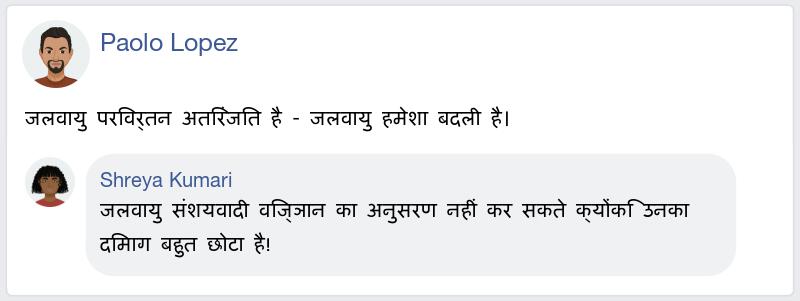 Paolo Lopez
जलवायु परिवर्तन अतिरंजित है - जलवायु हमेशा बदली है।
Shreya Kumari
जलवायु संशयवादी विज्ञान का अनुसरण नहीं कर सकते क्योंकि उनका
दिमाग बहुत छोटा है!